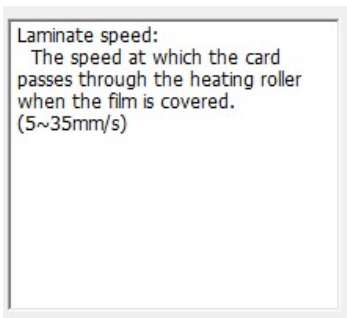 Laminate speed:
The speed at which the card
passes through the heating roller
when the film is covered.
(5~35mm/s)